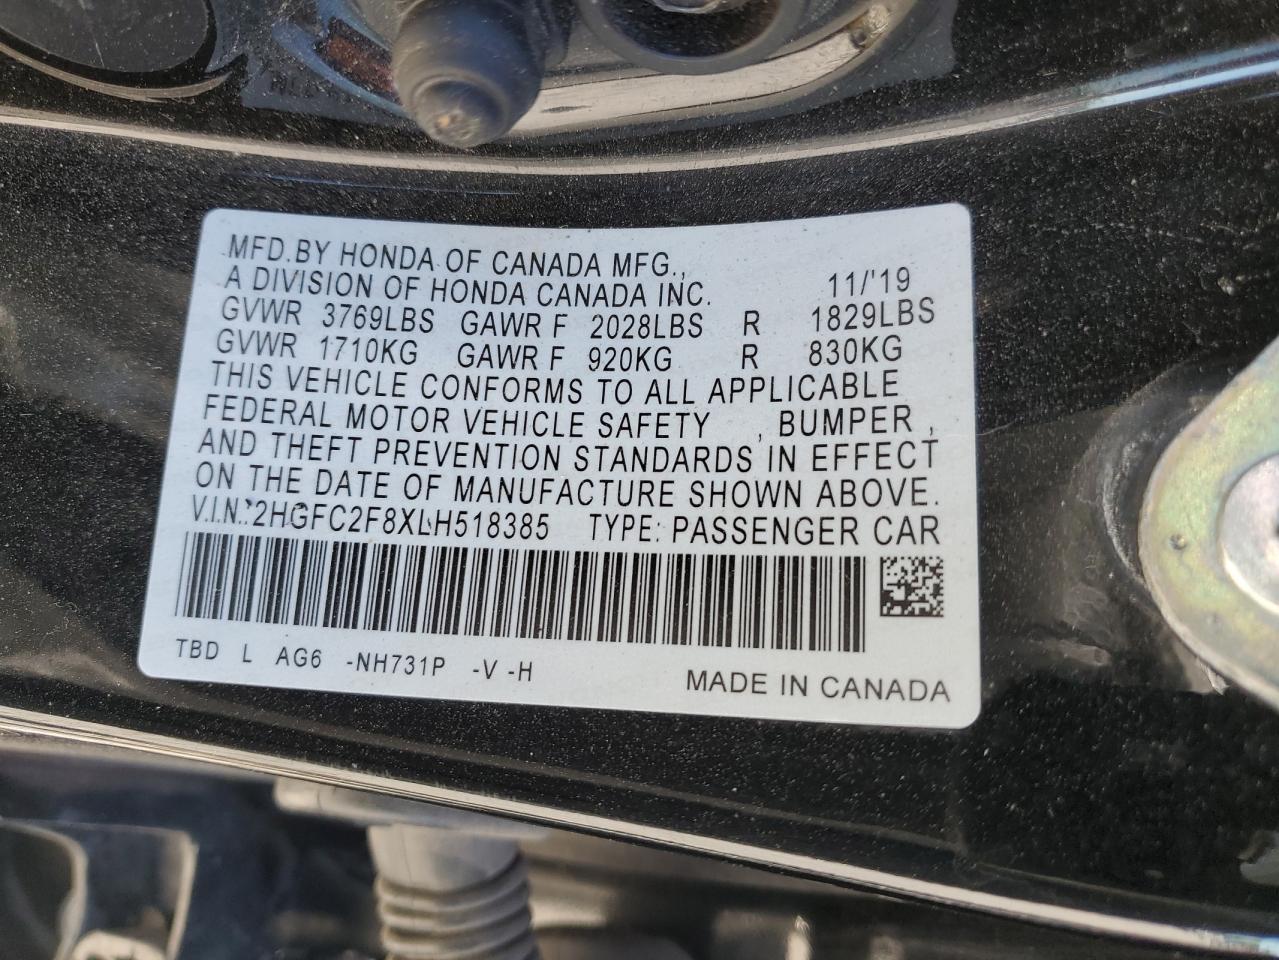 MFD.BY HONDA OF CANADA MFG.,
A DIVISION OF HONDA CANADA INC. 11/'19
GVWR 3769LBS GAWR F 2028LBS R 1829LBS
GVWR 1710KG GAWR F 920KG R 830KG
THIS VEHICLE CONFORMS TO ALL APPLICABLE
FEDERAL MOTOR VEHICLE SAFETY , BUMPER ,
AND THEFT PREVENTION STANDARDS IN EFFECT
ON THE DATE OF MANUFACTURE SHOWN ABOVE.
V.I.N.: 2HGFC2F8XLH518385 TYPE: PASSENGER CAR
TBD L AG6 -NH731P -V -H
MADE IN CANADA